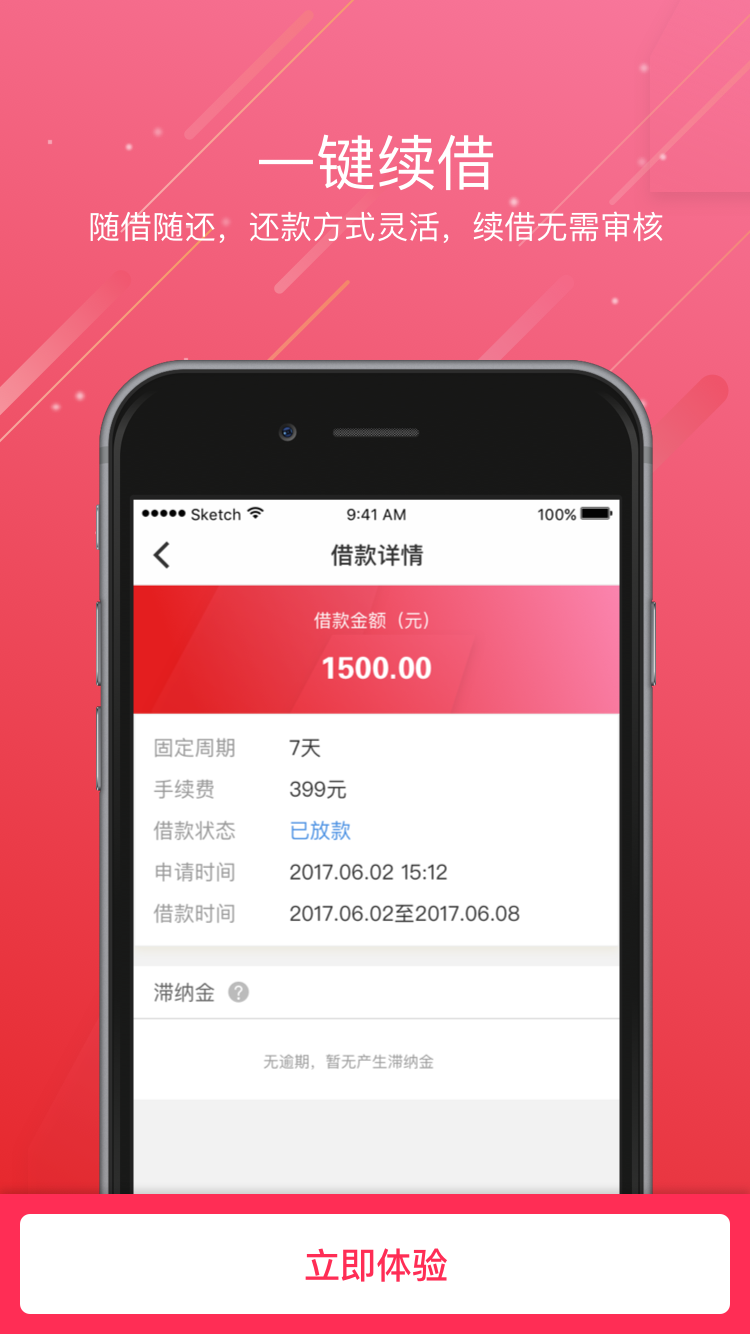 一键续借
随借随还，还款方式灵活，续借无需审核
Sketch 9:41 AM 100%
借款详情
借款金额（元）
1500.00
固定周期 7天
手续费 399元
借款状态 已放款
申请时间 2017.06.02 15:12
借款时间 2017.06.02至2017.06.08
滞纳金 ?
无逾期，暂无产生滞纳金
立即体验